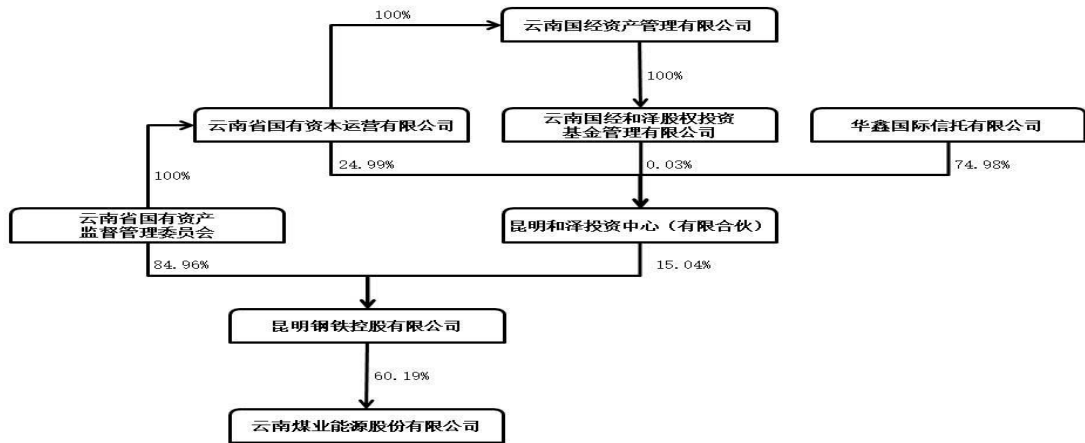 100%
云南国经资产管理有限公司
100%
云南省国有资本运营有限公司
云南国经和泽股权投资
基金管理有限公司
华鑫国际信托有限公司
24.99%
0.03%
74.98%
100%
云南省国有资产
监督管理委员会
昆明和泽投资中心（有限合伙）
84.96%
15.04%
昆明钢铁控股有限公司
60.19%
云南煤业能源股份有限公司